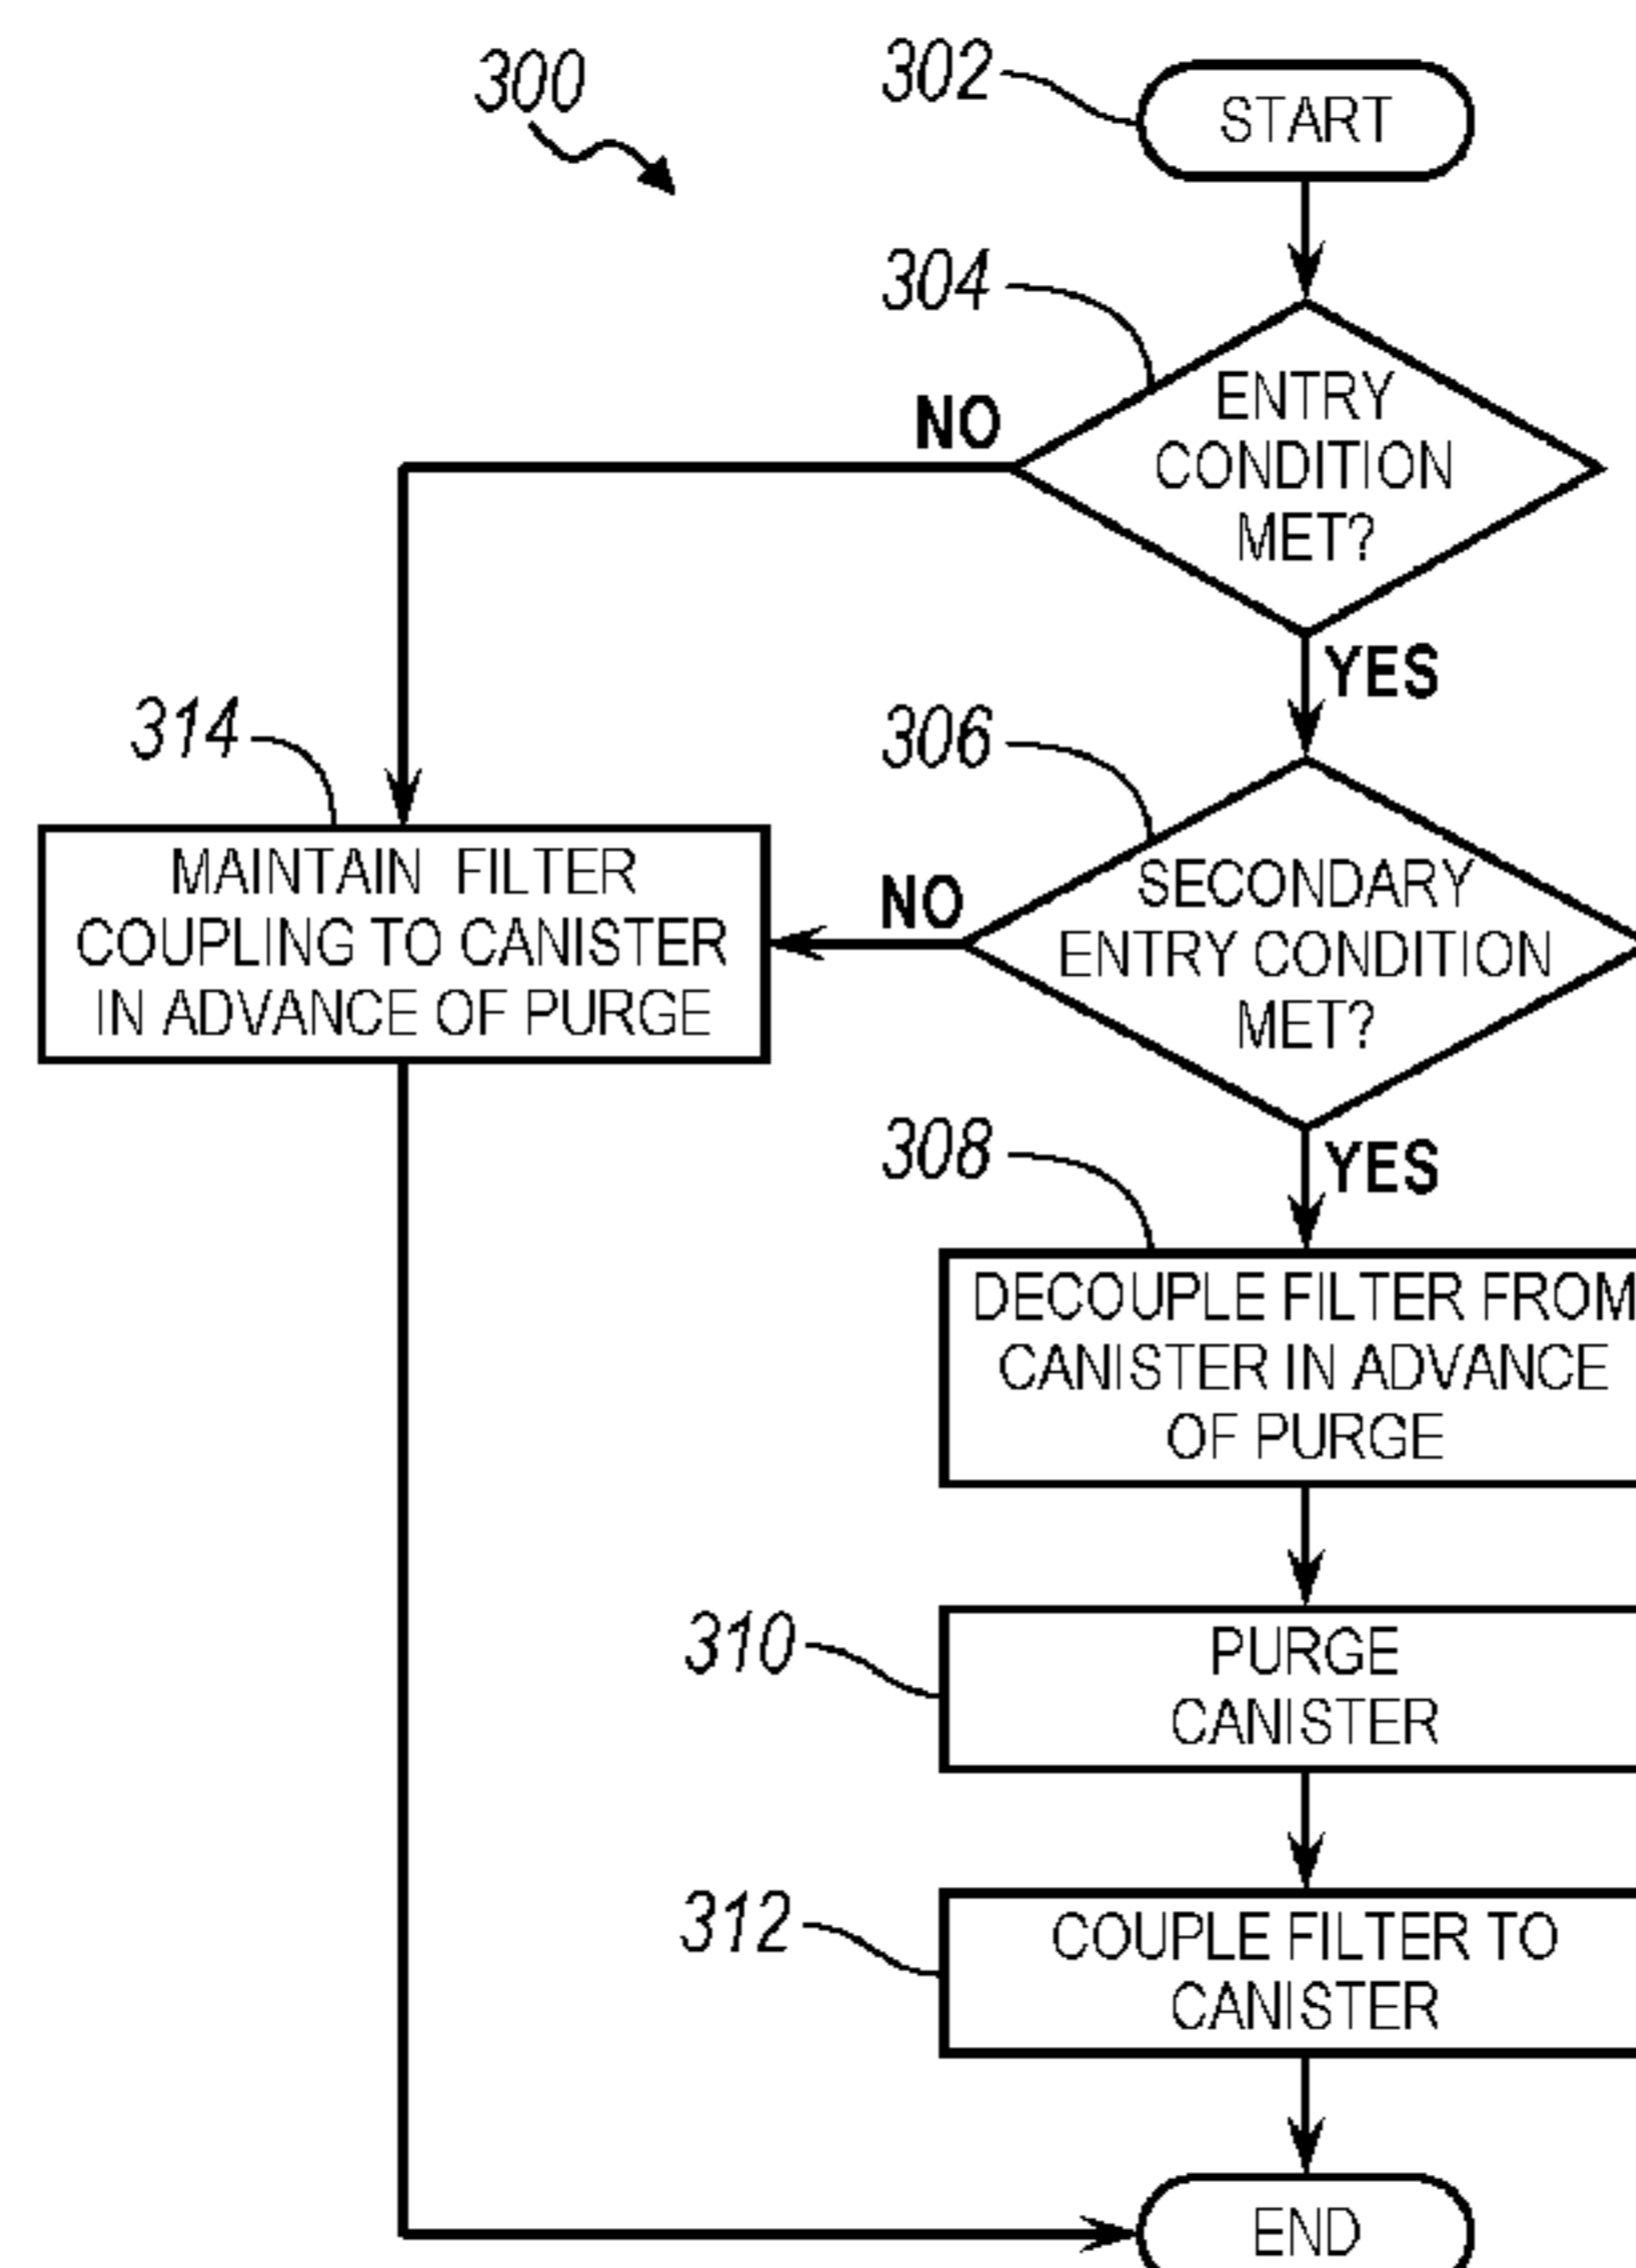 300
302
START
304
ENTRY
CONDITION
MET?
NO
YES
314
306
MAINTAIN FILTER
COUPLING TO CANISTER
IN ADVANCE OF PURGE
NO
SECONDARY
ENTRY CONDITION
MET?
YES
308
DECOUPLE FILTER FROM
CANISTER IN ADVANCE
OF PURGE
310
PURGE
CANISTER
312
COUPLE FILTER TO
CANISTER
END